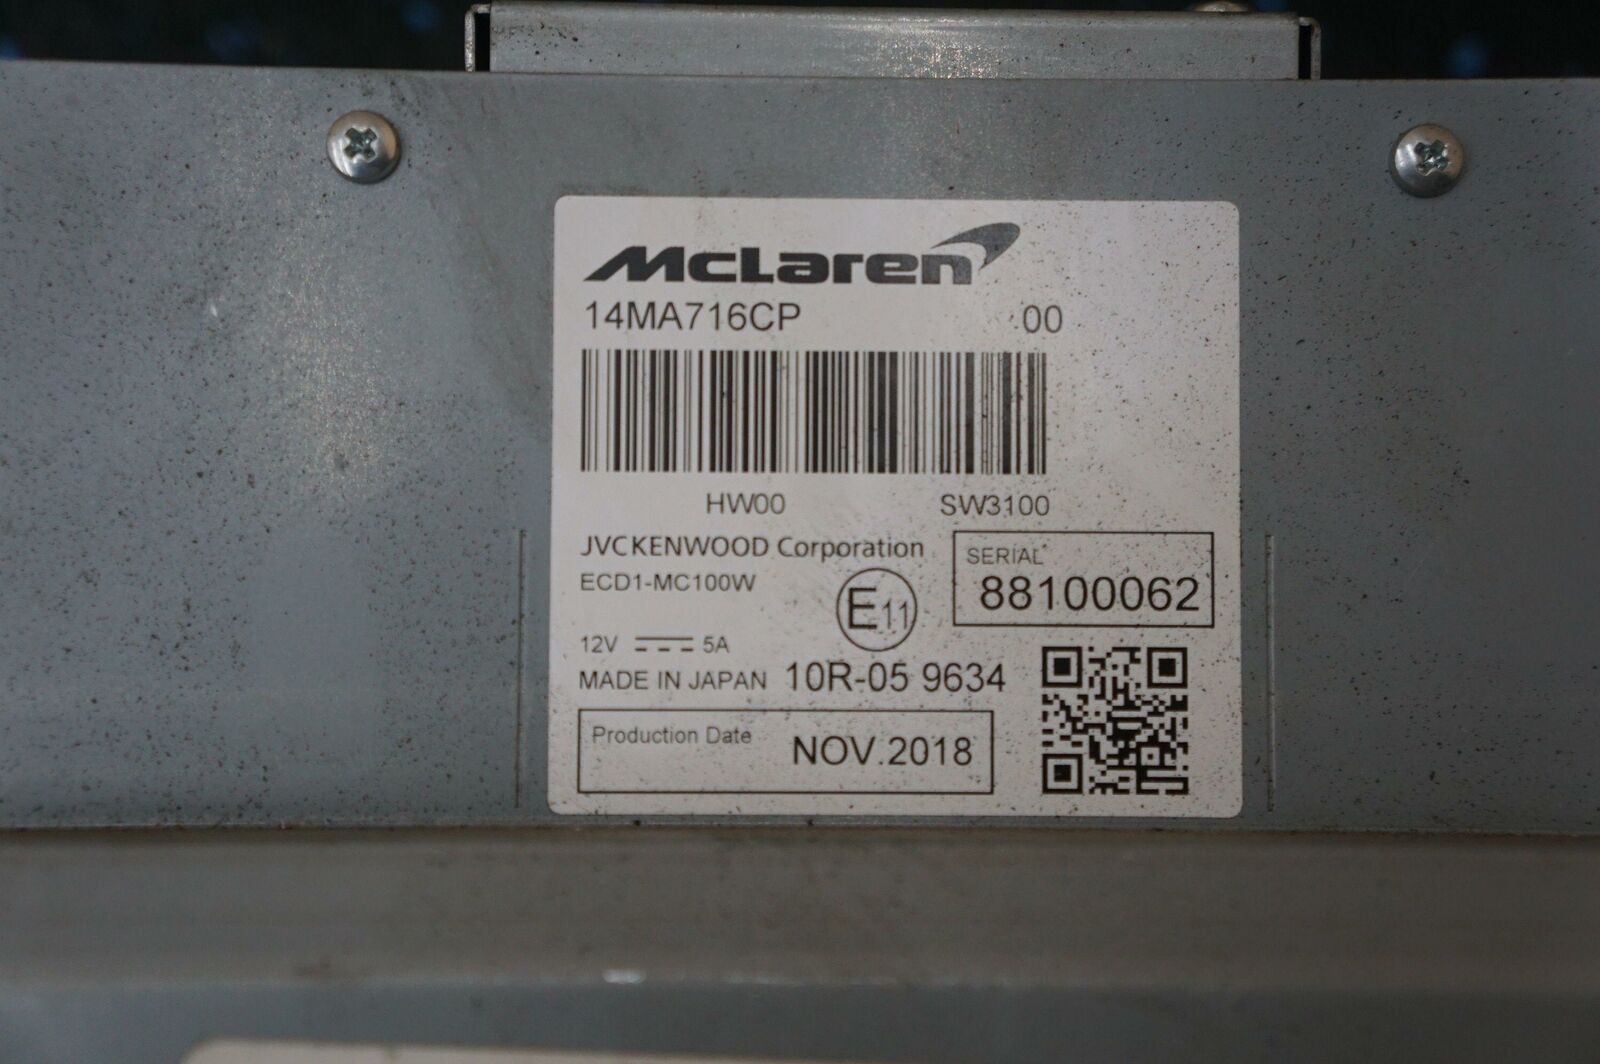 McLaren
14MA716CP 00
HW00 SW3100
JVCKENWOOD Corporation
ECD1-MC100W
E11
SERIAL
88100062
12V 5A
MADE IN JAPAN 10R-05 9634
Production Date NOV.2018